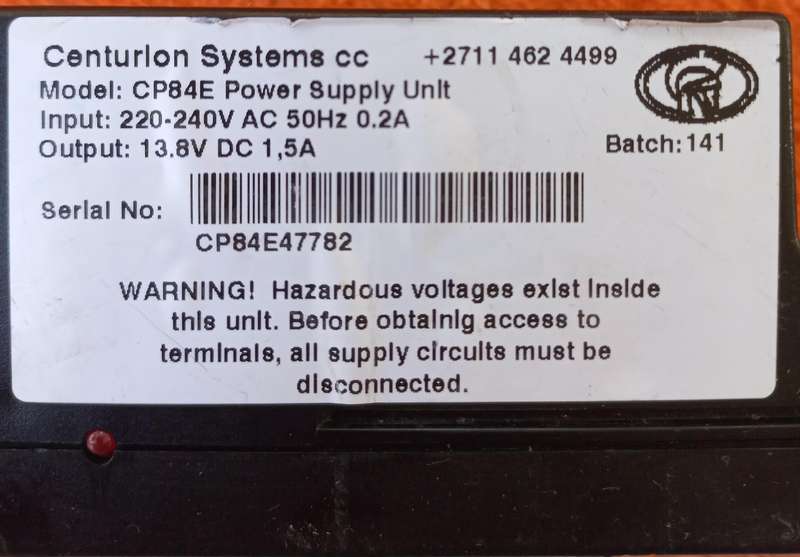 Centurion Systems cc +2711 462 4499
Model: CP84E Power Supply Unit
Input: 220-240V AC 50Hz 0.2A
Output: 13.8V DC 1,5A
Batch:141
Serial No:
CP84E47782
WARNING! Hazardous voltages exist inside
this unit. Before obtainig access to
terminals, all supply circuits must be
disconnected.